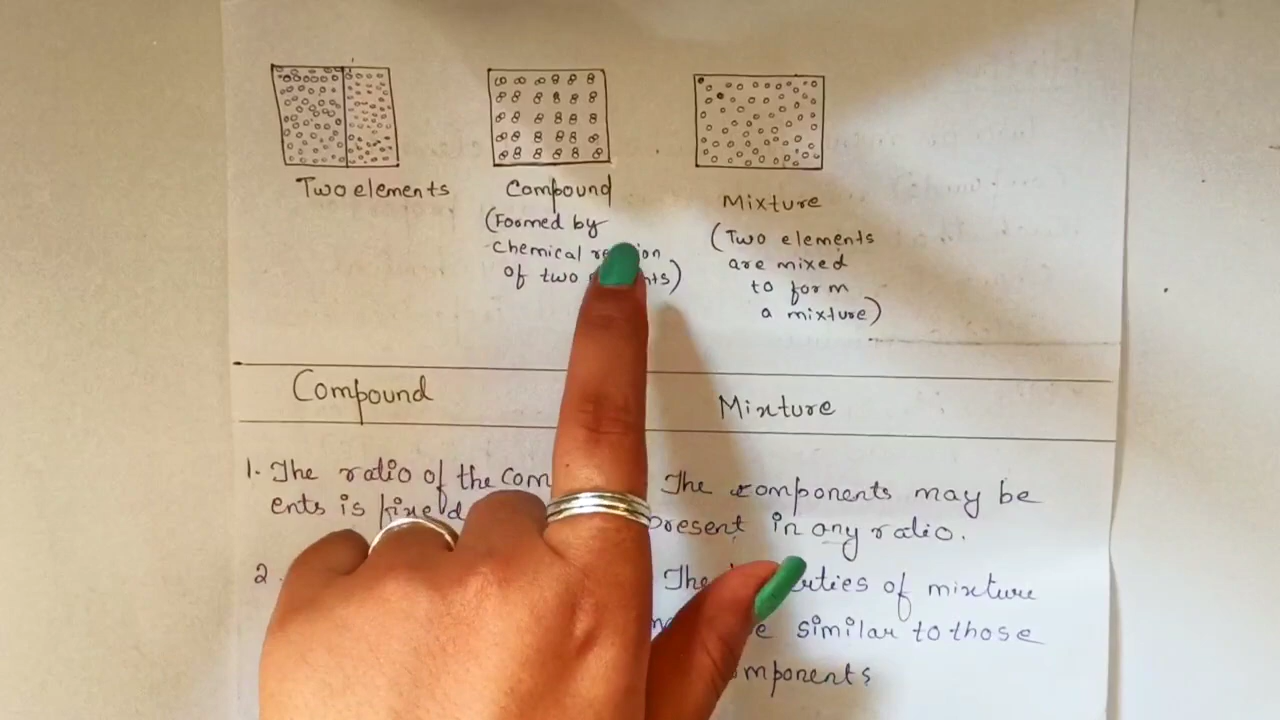 Two elements
Compound
(Formed by
chemical
of two
Mixture
(Two elements
are mixed
to form
a mixture)
Compound
Mixture
1. The ratio of the
ents is fixed
The components may be
present in any ratio.
2.
The of mixture
similar to those